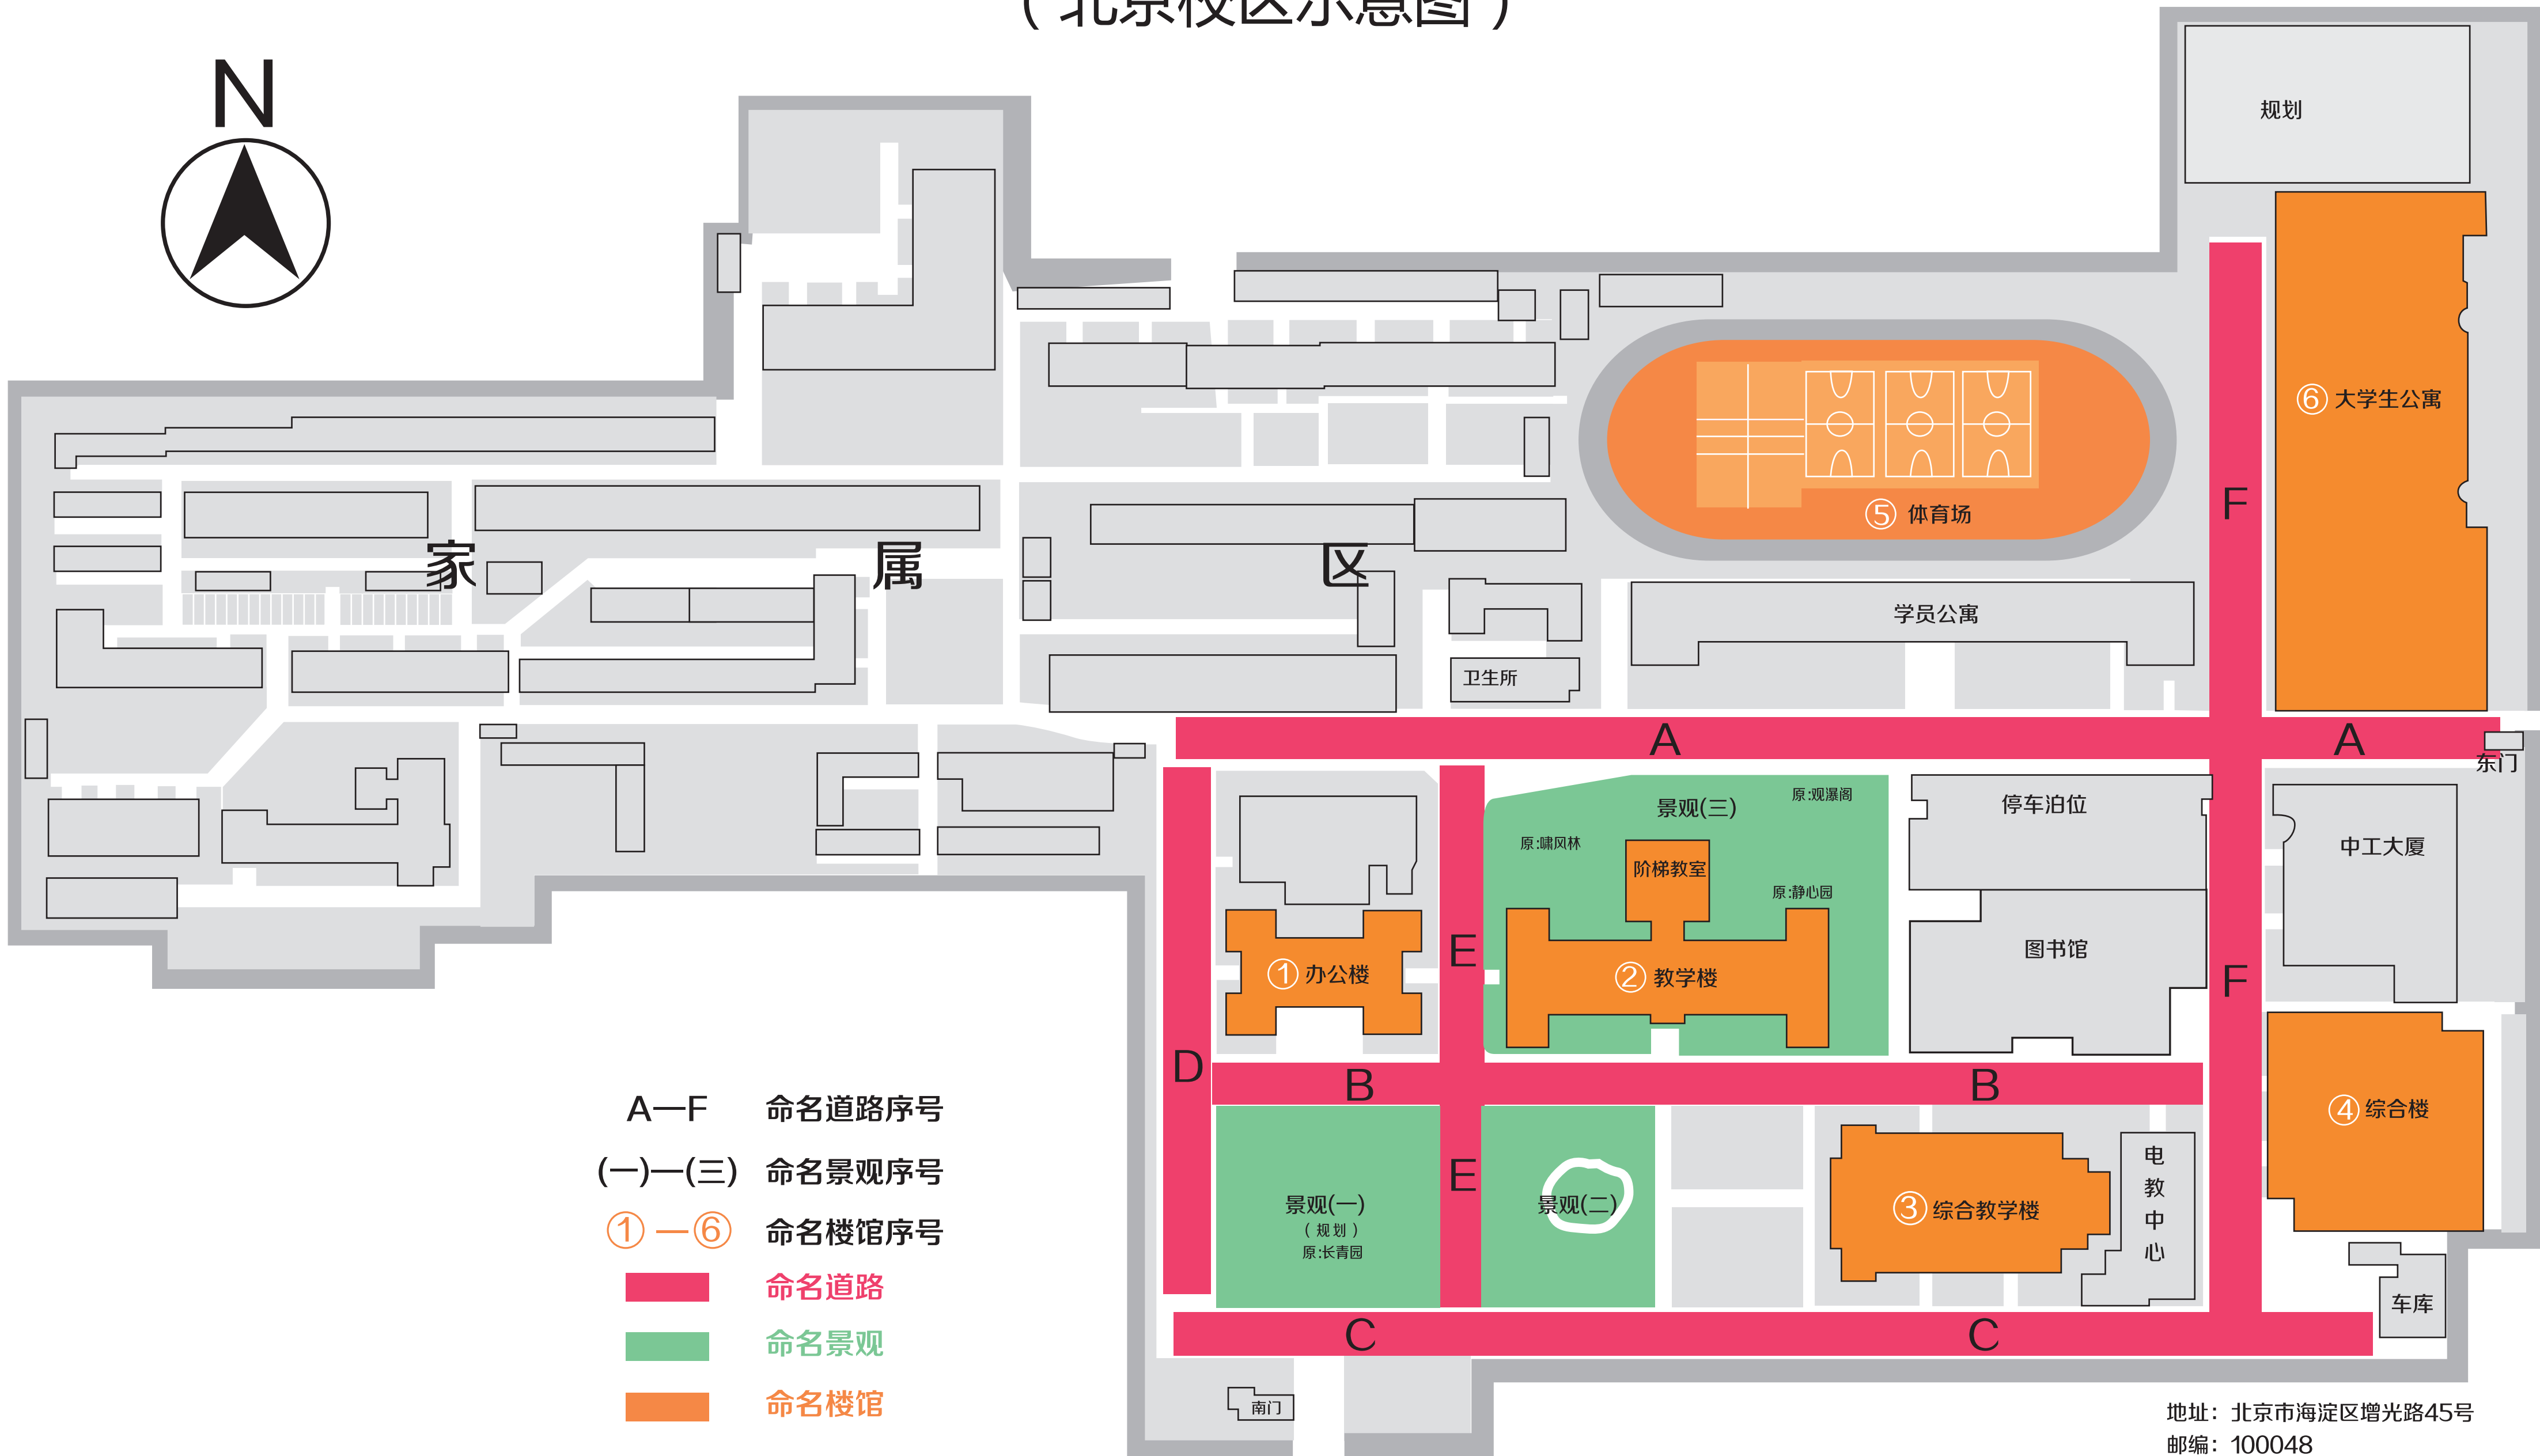 （北京校区示意图）
N
规划
⑥ 大学生公寓
⑤ 体育场
F
家属区
学员公寓
卫生所
A
A
东门
景观(三)
原:观瀑阁
原:啸风林
阶梯教室
原:静心园
停车泊位
中工大厦
图书馆
① 办公楼
E
② 教学楼
F
D
B
B
A—F 命名道路序号
(一)—(三) 命名景观序号
①—⑥ 命名楼馆序号
命名道路
命名景观
命名楼馆
④ 综合楼
E
景观(一)
（规划）
原:长青园
景观(二)
③ 综合教学楼
电教中心
车库
C
C
南门
地址：北京市海淀区增光路45号
邮编：100048